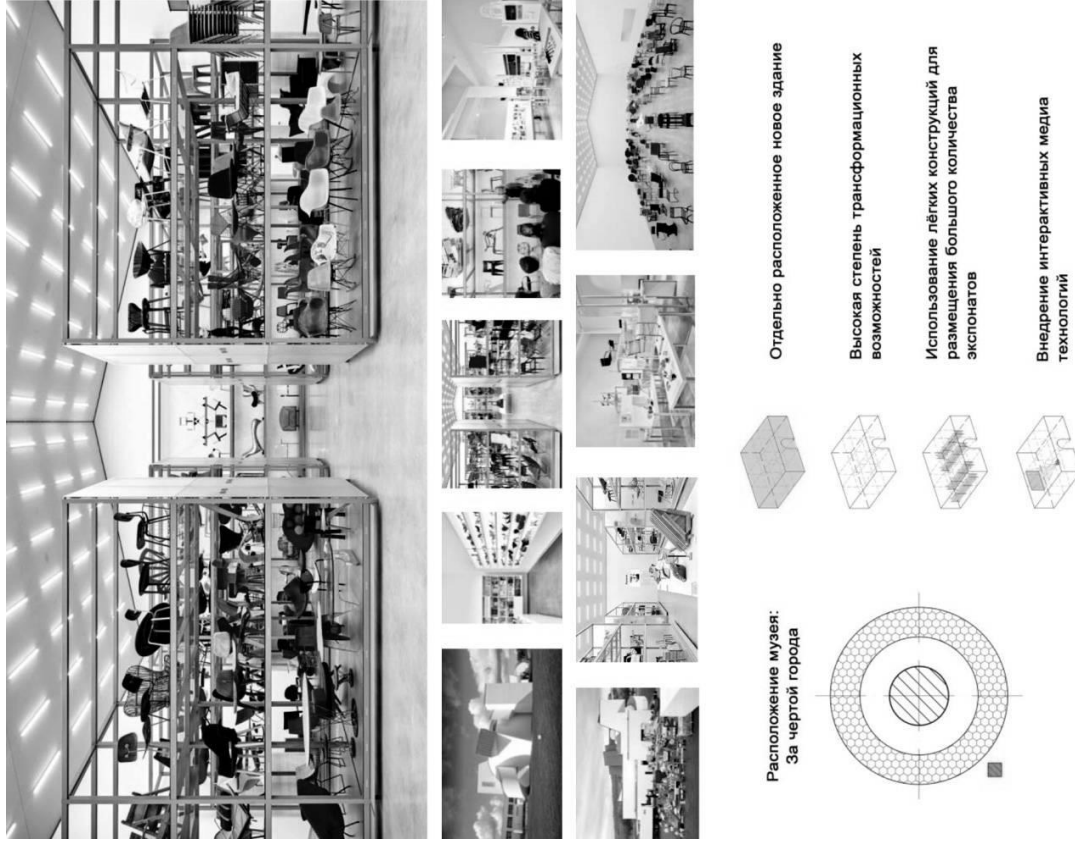 Расположение музея:
За чертой города
Отдельно расположенное новое здание
Высокая степень трансформационных
возможностей
Использование лёгких конструкций для
размещения большого количества
экспонатов
Внедрение интерактивных медиа
технологий